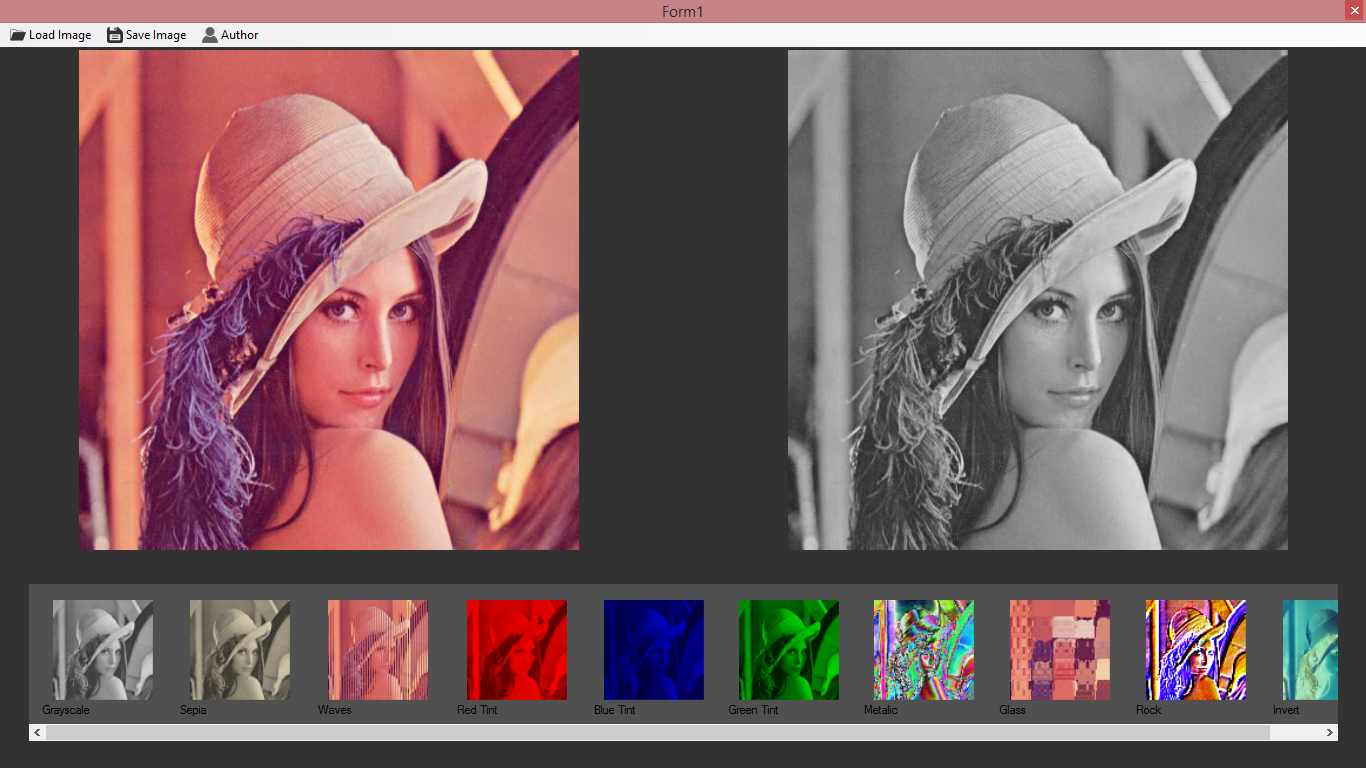 Form1
Load Image Save Image Author
Grayscale Sepia Waves Red Tint Blue Tint Green Tint Metalic Glass Rock Invert